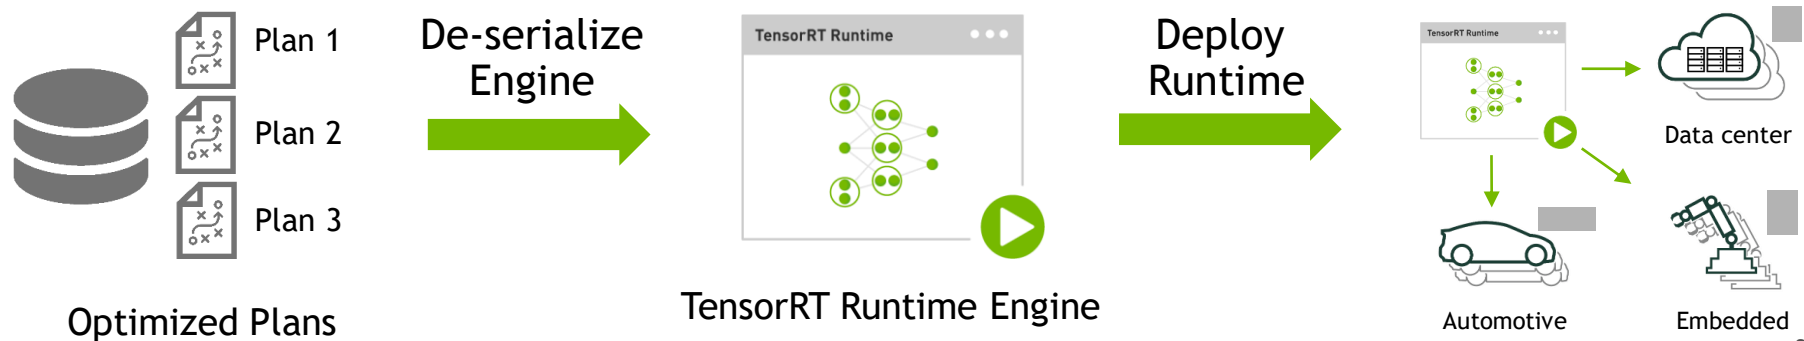 Plan 1
Plan 2
Plan 3
Optimized Plans
De-serialize
Engine
TensorRT Runtime
TensorRT Runtime Engine
Deploy
Runtime
TensorRT Runtime
Data center
Automotive
Embedded